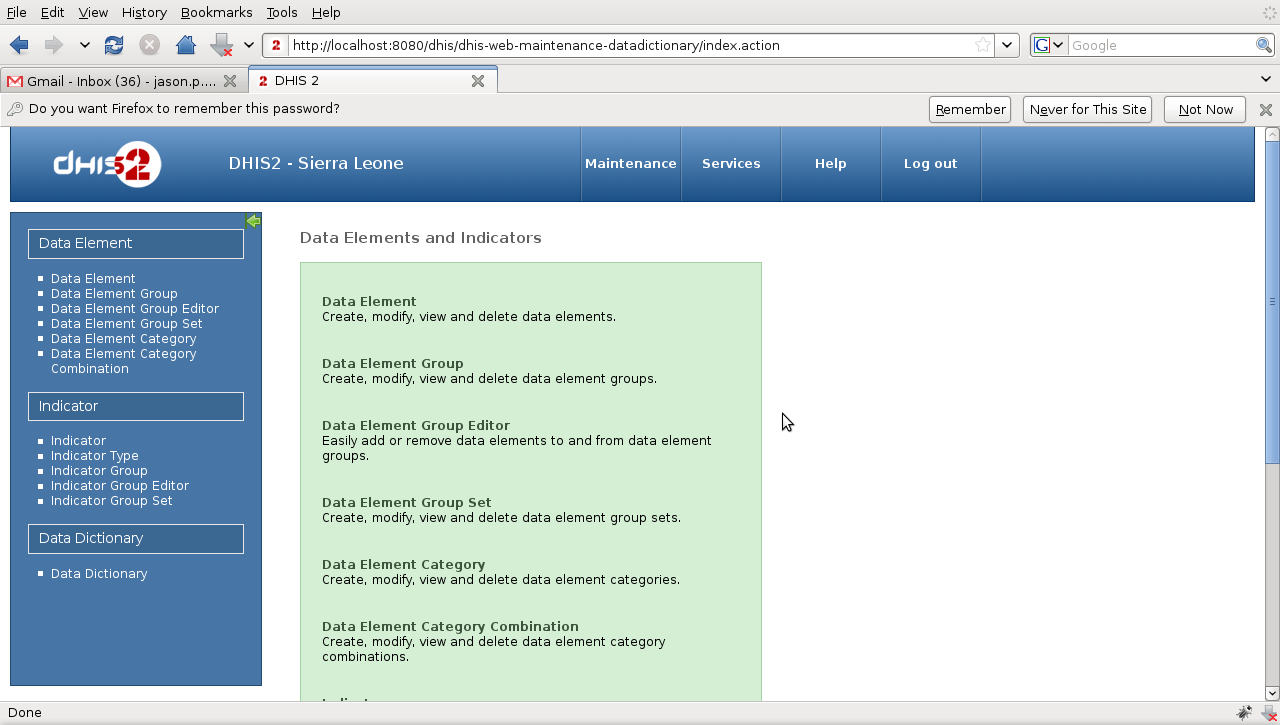 File Edit View History Bookmarks Tools Help
2 http://localhost:8080/dhis/dhis-web-maintenance-datadictionary/index.action G Google
Gmail - Inbox (36) - jason.p.... 2 DHIS 2
Do you want Firefox to remember this password? Remember Never for This Site Not Now
dhis2 DHIS2 - Sierra Leone Maintenance Services Help Log out
Data Element
Data Element
Data Element Group
Data Element Group Editor
Data Element Group Set
Data Element Category
Data Element Category
Combination
Indicator
Indicator
Indicator Type
Indicator Group
Indicator Group Editor
Indicator Group Set
Data Dictionary
Data Dictionary
Data Elements and Indicators
Data Element
Create, modify, view and delete data elements.
Data Element Group
Create, modify, view and delete data element groups.
Data Element Group Editor
Easily add or remove data elements to and from data element
groups.
Data Element Group Set
Create, modify, view and delete data element group sets.
Data Element Category
Create, modify, view and delete data element categories.
Data Element Category Combination
Create, modify, view and delete data element category
combinations.
Done